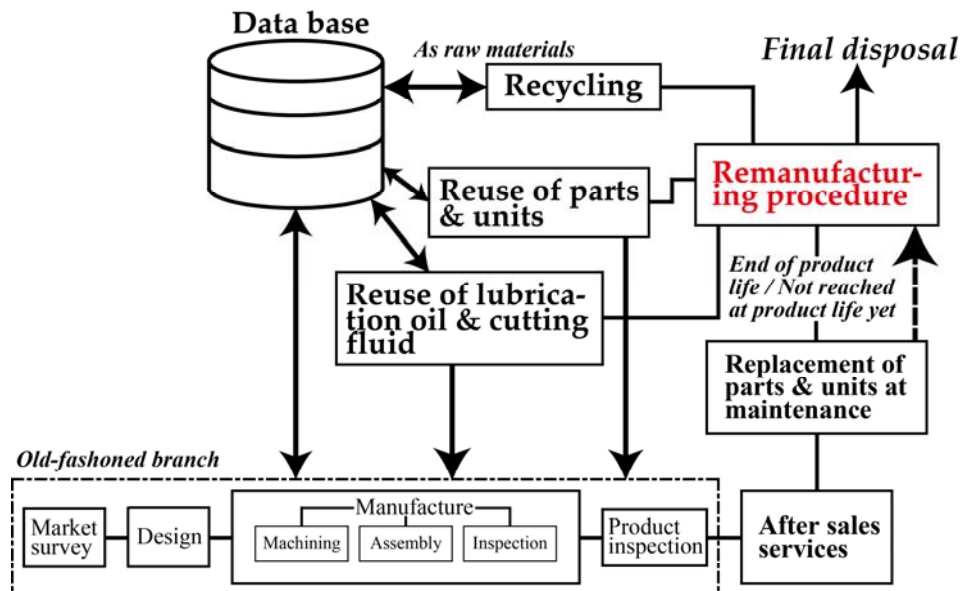 Data base
As raw materials
Final disposal
Recycling
Remanufactur-
ing procedure
Reuse of parts
& units
End of product
life / Not reached
at product life yet
Reuse of lubrica-
tion oil & cutting
fluid
Replacement of
parts & units at
maintenance
Old-fashoned branch
Market
survey
Design
Manufacture
Machining
Assembly
Inspection
Product
inspection
After sales
services